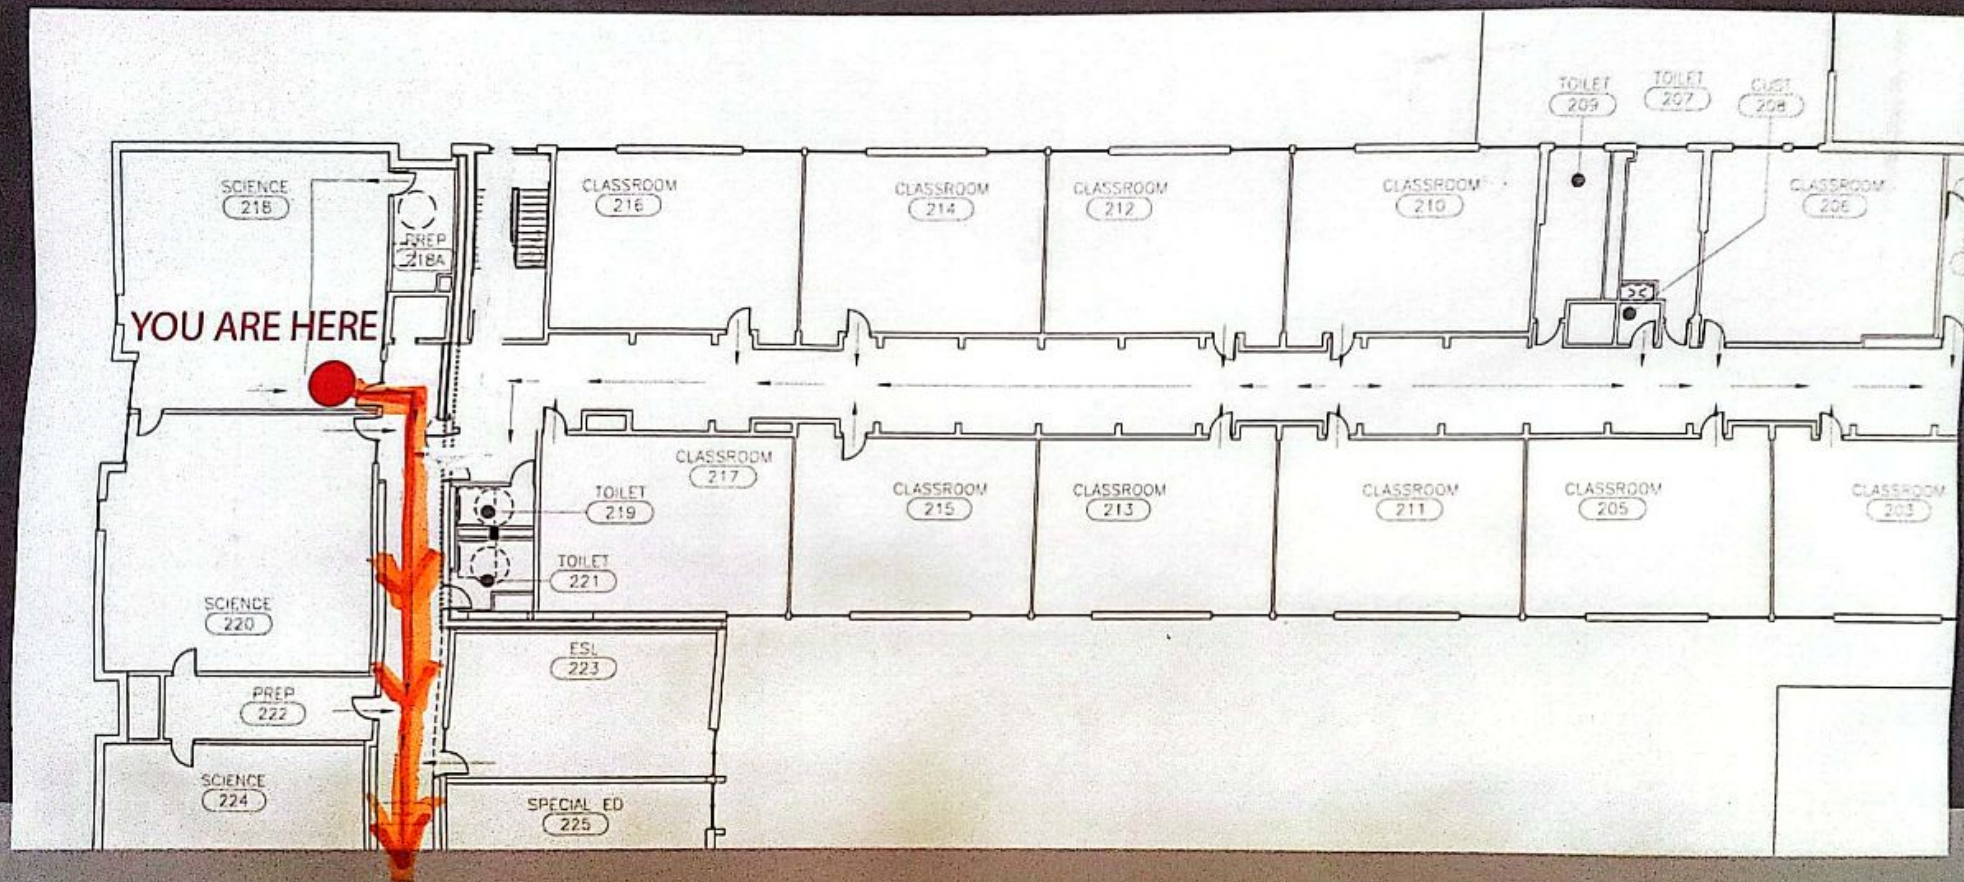 TOILET
209
TOILET
207
CUST
208
SCIENCE
218
PREP
218A
CLASSROOM
216
CLASSROOM
214
CLASSROOM
212
CLASSROOM
210
CLASSROOM
206
YOU ARE HERE
CLASSROOM
217
TOILET
219
TOILET
221
CLASSROOM
215
CLASSROOM
213
CLASSROOM
211
CLASSROOM
205
CLASSROOM
203
SCIENCE
220
ESL
223
PREP
222
SCIENCE
224
SPECIAL ED
225